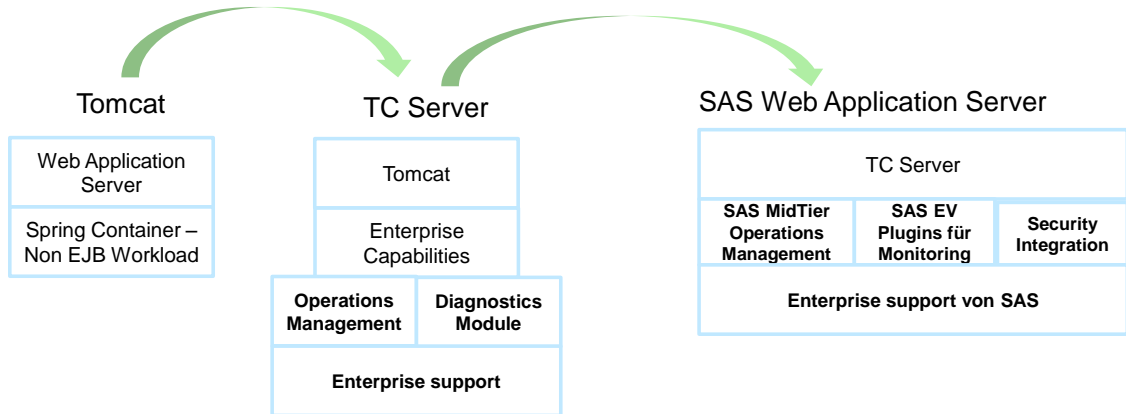 Tomcat
Web Application
Server
Spring Container –
Non EJB Workload
TC Server
Tomcat
Enterprise
Capabilities
Operations
Management
Diagnostics
Module
Enterprise support
SAS Web Application Server
TC Server
SAS MidTier
Operations
Management
SAS EV
Plugins für
Monitoring
Security
Integration
Enterprise support von SAS